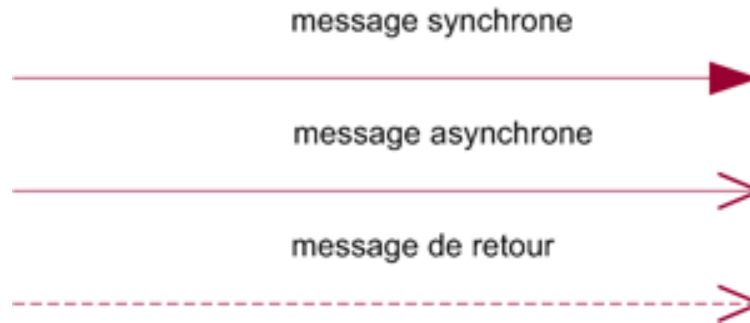 message synchrone
message asynchrone
message de retour